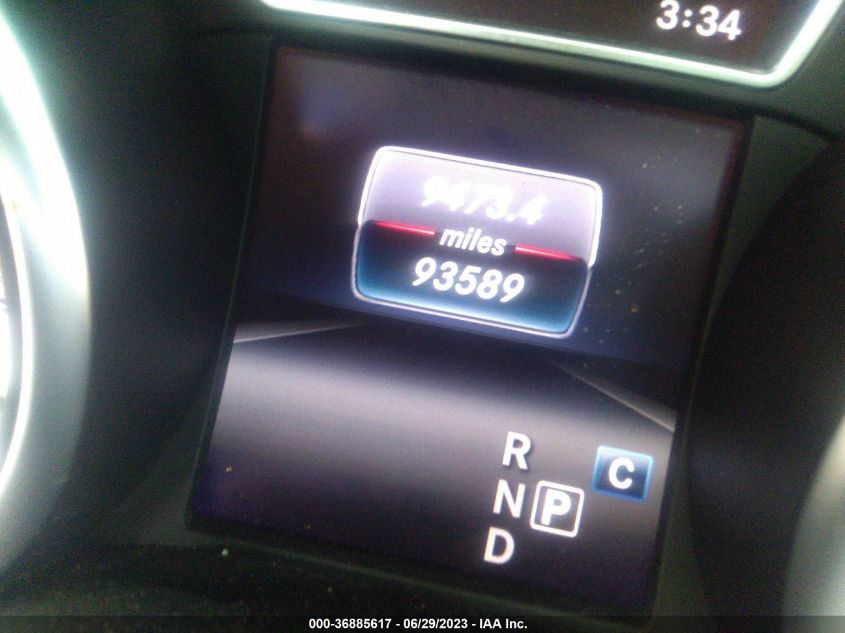 3:34
9473.4
miles
93589
R
N P C
D
000-36885617 - 06/29/2023 - IAA Inc.